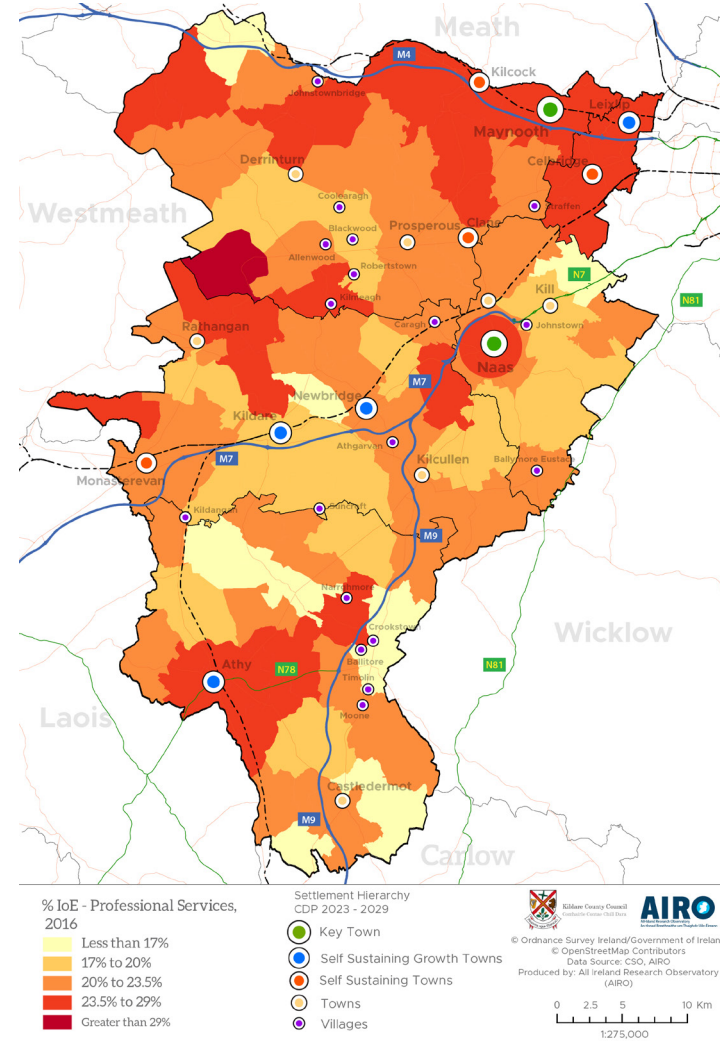 Meath
M4
Kilcock
Johnstownbridge
Leixlip
Maynooth
Derrinturn
Celbridge
Westmeath
Coolearagh
Straffen
Blackwood
Prosperous
Clane
Allenwood
Robertstown
N7
Kilmeagh
Kill
N81
Caragh
Johnstown
Rathangan
Naas
M7
Newbridge
Kildare
Athgarvan
M7
Kilcullen
Ballymore Eustace
Monasterevan
Kildangan
Suncroft
M9
Narraghmore
Crookstown
Wicklow
Ballitore
Athy
N78
N81
Timolin
Moone
Laois
Castledermot
M9
Carlow
% IoE - Professional Services,
2016
Less than 17%
17% to 20%
20% to 23.5%
23.5% to 29%
Greater than 29%
Settlement Hierarchy
CDP 2023 - 2029
Key Town
Self Sustaining Growth Towns
Self Sustaining Towns
Towns
Villages
Kildare County Council
AIRO
© Ordnance Survey Ireland/Government of Irelan
© OpenStreetMap Contributors
Data Source: CSO, AIRO
Produced by: All Ireland Research Observatory
(AIRO)
0 2.5 5 10 Km
1:275,000